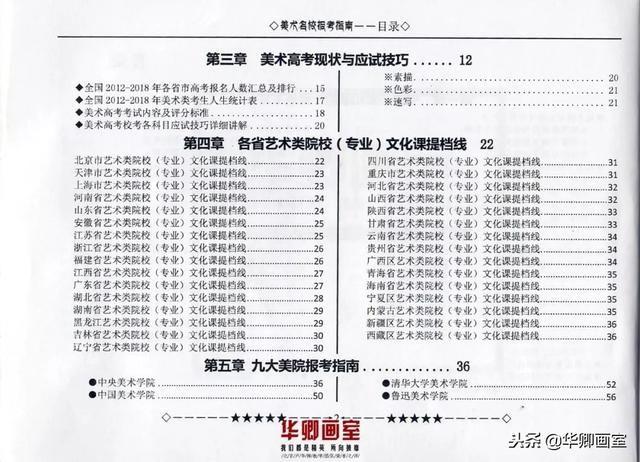 ◇美术名校报考指南——目录◇
第三章 美术高考现状与应试技巧......12
◆全国2012-2018年各省市高考报名人数汇总及排行...15
◆全国2012-2018年美术类考生人生统计表......17
◆美术高考考试内容及评分标准......18
◆美术高考校考各科目应试技巧详细讲解......20
※素描......20
※色彩......21
※速写......21
第四章 各省艺术类院校（专业）文化课提档线 22
北京市艺术类院校（专业）文化课提档线......22
天津市艺术类院校（专业）文化课提档线......23
上海市艺术类院校（专业）文化课提档线......23
河南省艺术类院校（专业）文化课提档线......24
山东省艺术类院校（专业）文化课提档线......24
安徽省艺术类院校（专业）文化课提档线......25
江苏省艺术类院校（专业）文化课提档线......25
浙江省艺术类院校（专业）文化课提档线......26
福建省艺术类院校（专业）文化课提档线......26
江西省艺术类院校（专业）文化课提档线......27
广东省艺术类院校（专业）文化课提档线......27
湖北省艺术类院校（专业）文化课提档线......28
湖南省艺术类院校（专业）文化课提档线......29
黑龙江艺术类院校（专业）文化课提档线......29
吉林省艺术类院校（专业）文化课提档线......30
辽宁省艺术类院校（专业）文化课提档线......30
四川省艺术类院校（专业）文化课提档线......31
重庆市艺术类院校（专业）文化课提档线......31
河北省艺术类院校（专业）文化课提档线......32
山西省艺术类院校（专业）文化课提档线......32
陕西省艺术类院校（专业）文化课提档线......33
甘肃省艺术类院校（专业）文化课提档线......33
云南省艺术类院校（专业）文化课提档线......34
贵州省艺术类院校（专业）文化课提档线......34
广西区艺术类院校（专业）文化课提档线......34
青海省艺术类院校（专业）文化课提档线......35
海南省艺术类院校（专业）文化课提档线......35
宁夏区艺术类院校（专业）文化课提档线......35
内蒙古艺术类院校（专业）文化课提档线......35
新疆区艺术类院校（专业）文化课提档线......36
西藏区艺术类院校（专业）文化课提档线......36
第五章 九大美院报考指南............36
●中央美术学院......36
●中国美术学院......50
●清华大学美术学院......52
●鲁迅美术学院......56
☆★★★★★★ -2- ★★★★★★☆
华卿画室
我们都是精英 所向披靡
头条@华卿画室